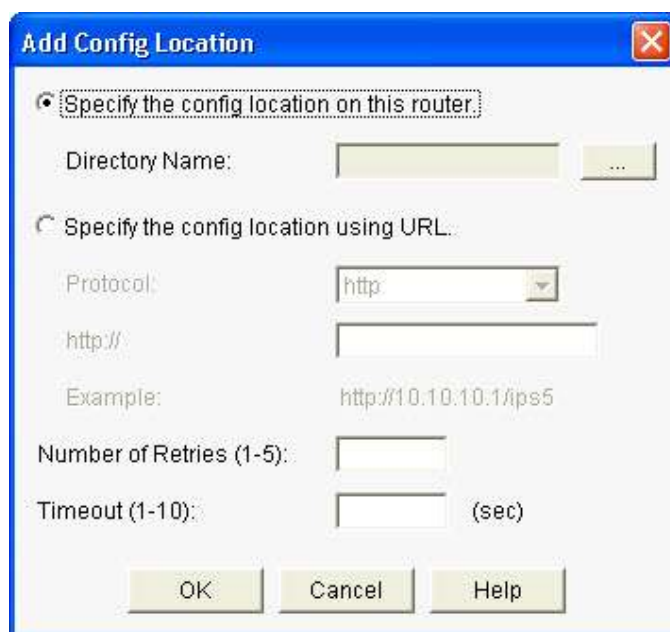 Add Config Location
Specify the config location on this router.
Directory Name:
...
Specify the config location using URL.
Protocol:
http
http://
Example:
http://10.10.10.1/ips5
Number of Retries (1-5):
Timeout (1-10):
(sec)
OK
Cancel
Help